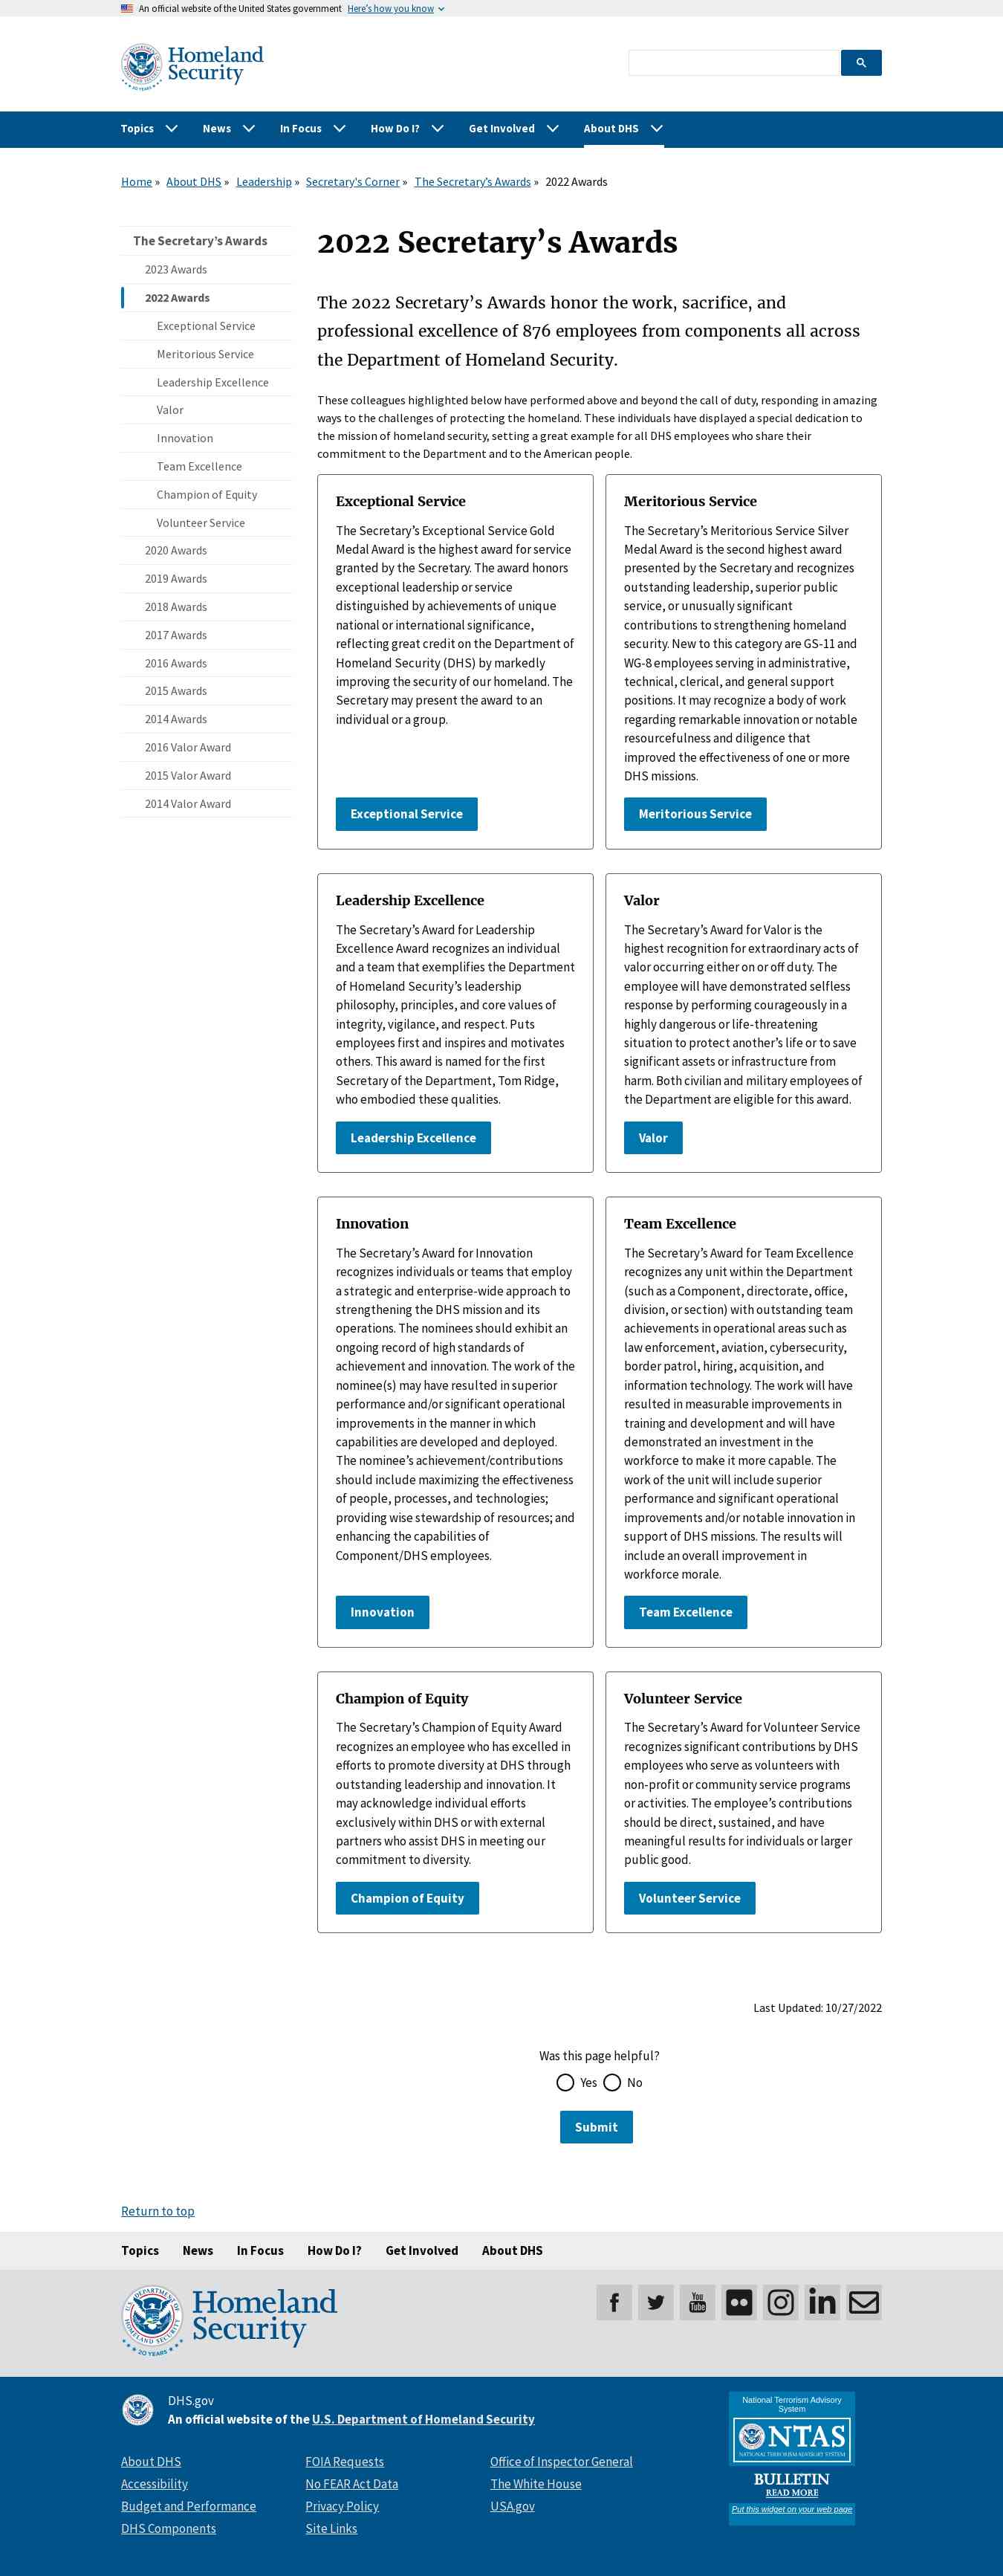 An official website of the United States government Here's how you know
Homeland
Security
Topics News In Focus How Do I? Get Involved About DHS
Home » About DHS » Leadership » Secretary's Corner » The Secretary's Awards » 2022 Awards
The Secretary's Awards
2023 Awards
2022 Awards
Exceptional Service
Meritorious Service
Leadership Excellence
Valor
Innovation
Team Excellence
Champion of Equity
Volunteer Service
2020 Awards
2019 Awards
2018 Awards
2017 Awards
2016 Awards
2015 Awards
2014 Awards
2016 Valor Award
2015 Valor Award
2014 Valor Award
2022 Secretary's Awards
The 2022 Secretary's Awards honor the work, sacrifice, and
professional excellence of 876 employees from components all across
the Department of Homeland Security.
These colleagues highlighted below have performed above and beyond the call of duty, responding in amazing
ways to the challenges of protecting the homeland. These individuals have displayed a special dedication to
the mission of homeland security, setting a great example for all DHS employees who share their
commitment to the Department and to the American people.
Exceptional Service
The Secretary's Exceptional Service Gold
Medal Award is the highest award for service
granted by the Secretary. The award honors
exceptional leadership or service
distinguished by achievements of unique
national or international significance,
reflecting great credit on the Department of
Homeland Security (DHS) by markedly
improving the security of our homeland. The
Secretary may present the award to an
individual or a group.
Exceptional Service
Meritorious Service
The Secretary's Meritorious Service Silver
Medal Award is the second highest award
presented by the Secretary and recognizes
outstanding leadership, superior public
service, or unusually significant
contributions to strengthening homeland
security. New to this category are GS-11 and
WG-8 employees serving in administrative,
technical, clerical, and general support
positions. It may recognize a body of work
regarding remarkable innovation or notable
resourcefulness and diligence that
improved the effectiveness of one or more
DHS missions.
Meritorious Service
Leadership Excellence
The Secretary's Award for Leadership
Excellence Award recognizes an individual
and a team that exemplifies the Department
of Homeland Security's leadership
philosophy, principles, and core values of
integrity, vigilance, and respect. Puts
employees first and inspires and motivates
others. This award is named for the first
Secretary of the Department, Tom Ridge,
who embodied these qualities.
Leadership Excellence
Valor
The Secretary's Award for Valor is the
highest recognition for extraordinary acts of
valor occurring either on or off duty. The
employee will have demonstrated selfless
response by performing courageously in a
highly dangerous or life-threatening
situation to protect another's life or to save
significant assets or infrastructure from
harm. Both civilian and military employees of
the Department are eligible for this award.
Valor
Innovation
The Secretary's Award for Innovation
recognizes individuals or teams that employ
a strategic and enterprise-wide approach to
strengthening the DHS mission and its
operations. The nominees should exhibit an
ongoing record of high standards of
achievement and innovation. The work of the
nominee(s) may have resulted in superior
performance and/or significant operational
improvements in the manner in which
capabilities are developed and deployed.
The nominee's achievement/contributions
should include maximizing the effectiveness
of people, processes, and technologies;
providing wise stewardship of resources; and
enhancing the capabilities of
Component/DHS employees.
Innovation
Team Excellence
The Secretary's Award for Team Excellence
recognizes any unit within the Department
(such as a Component, directorate, office,
division, or section) with outstanding team
achievements in operational areas such as
law enforcement, aviation, cybersecurity,
border patrol, hiring, acquisition, and
information technology. The work will have
resulted in measurable improvements in
training and development and will have
demonstrated an investment in the
workforce to make it more capable. The
work of the unit will include superior
performance and significant operational
improvements and/or notable innovation in
support of DHS missions. The results will
include an overall improvement in
workforce morale.
Team Excellence
Champion of Equity
The Secretary's Champion of Equity Award
recognizes an employee who has excelled in
efforts to promote diversity at DHS through
outstanding leadership and innovation. It
may acknowledge individual efforts
exclusively within DHS or with external
partners who assist DHS in meeting our
commitment to diversity.
Champion of Equity
Volunteer Service
The Secretary's Award for Volunteer Service
recognizes significant contributions by DHS
employees who serve as volunteers with
non-profit or community service programs
or activities. The employee's contributions
should be direct, sustained, and have
meaningful results for individuals or larger
public good.
Volunteer Service
Last Updated: 10/27/2022
Was this page helpful?
Yes No
Submit
Return to top
Topics News In Focus How Do I? Get Involved About DHS
U.S. DEPARTMENT OF
HOMELAND SECURITY
20 YEARS
Homeland
Security
You
Tube
in
DHS.gov
An official website of the U.S. Department of Homeland Security
About DHS
Accessibility
Budget and Performance
DHS Components
FOIA Requests
No FEAR Act Data
Privacy Policy
Site Links
Office of Inspector General
The White House
USA.gov
National Terrorism Advisory
System
NTAS
NATIONAL TERRORISM ADVISORY SYSTEM
BULLETIN
READ MORE
Put this widget on your web page